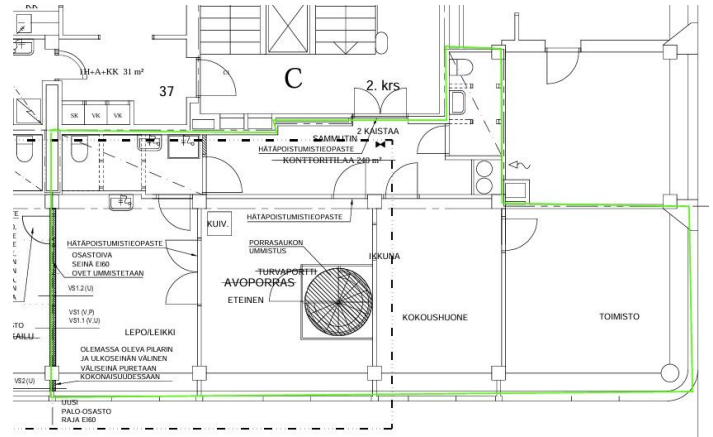 KK
1H+A+KK 31 m²
37
C
2. krs
SK VK VK
SAMMUTIN
2 KAISTAA
HÄTÄPOISTUMISTIEOPASTE
KONTTORITILAA 240 m²
KUIV.
HÄTÄPOISTUMISTIEOPASTE
HÄTÄPOISTUMISTIEOPASTE
OSASTOIVA
SEINÄ EI60
OVET UMMISTETAAN
PORRASAUKON
UMMISTUS
IKKUNA
TURVAPORTTI
AVOPORRAS
ETEINEN
VS1.2 (U)
VS1 (V,P)
VS1.1 (V,U)
KOKOUSHUONE
TOIMISTO
LEPO/LEIKKI
OLEMASSA OLEVA PILARIN
JA ULKOSEINÄN VÄLINEN
VÄLISEINÄ PURETAAN
KOKONAISUUDESSAAN
VS2 (U)
UUSI
PALO-OSASTO
RAJA EI60